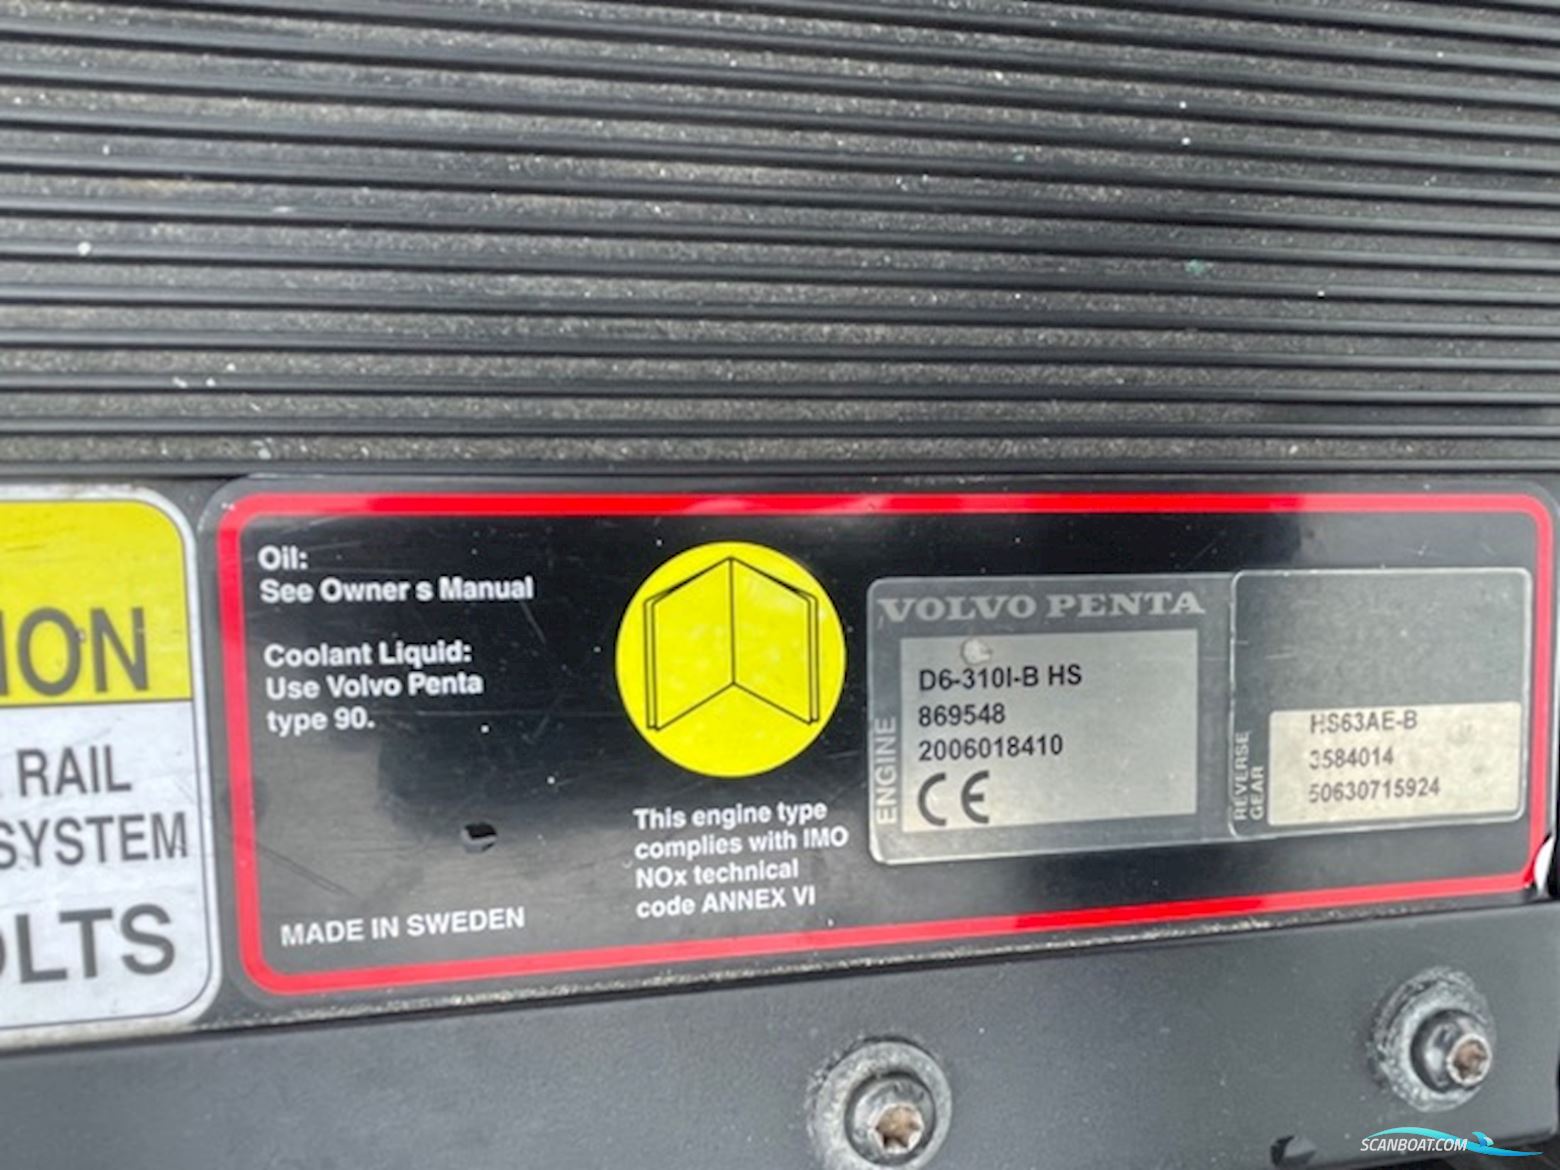 ION
RAIL
SYSTEM
OLTS
Oil:
See Owner s Manual
Coolant Liquid:
Use Volvo Penta
type 90.
MADE IN SWEDEN
This engine type
complies with IMO
NOx technical
code ANNEX VI
VOLVO PENTA
ENGINE
D6-310I-B HS
869548
2006018410
CE
REVERSE
GEAR
HS63AE-B
3584014
50630715924
SCANBOAT.COM